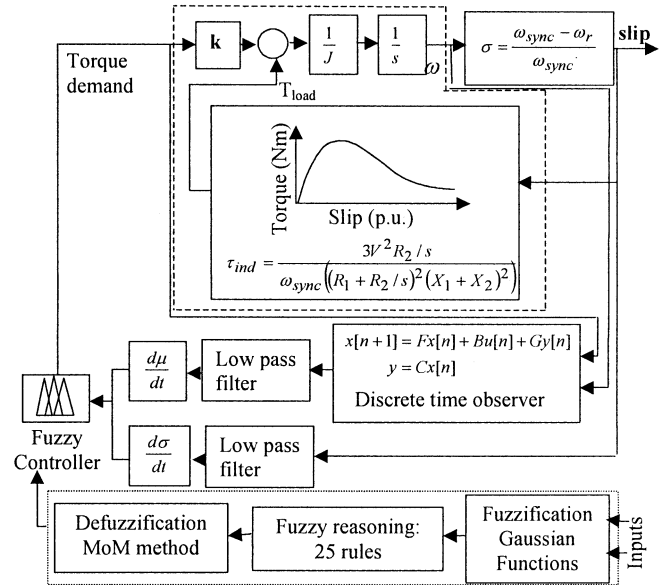 Torque demand
k
1/J
1/s
ω
σ = (ω_sync − ω_r) / ω_sync
slip
T_load
Torque (Nm)
Slip (p.u.)
τ_ind = 3V²R₂/s / ω_sync((R₁ + R₂/s)²(X₁ + X₂)²)
x[n+1] = Fx[n] + Bu[n] + Gy[n]
y = Cx[n]
Discrete time observer
Low pass
filter
dμ/dt
Fuzzy
Controller
dσ/dt
Low pass
filter
Defuzzification
MoM method
Fuzzy reasoning:
25 rules
Fuzzification
Gaussian
Functions
Inputs